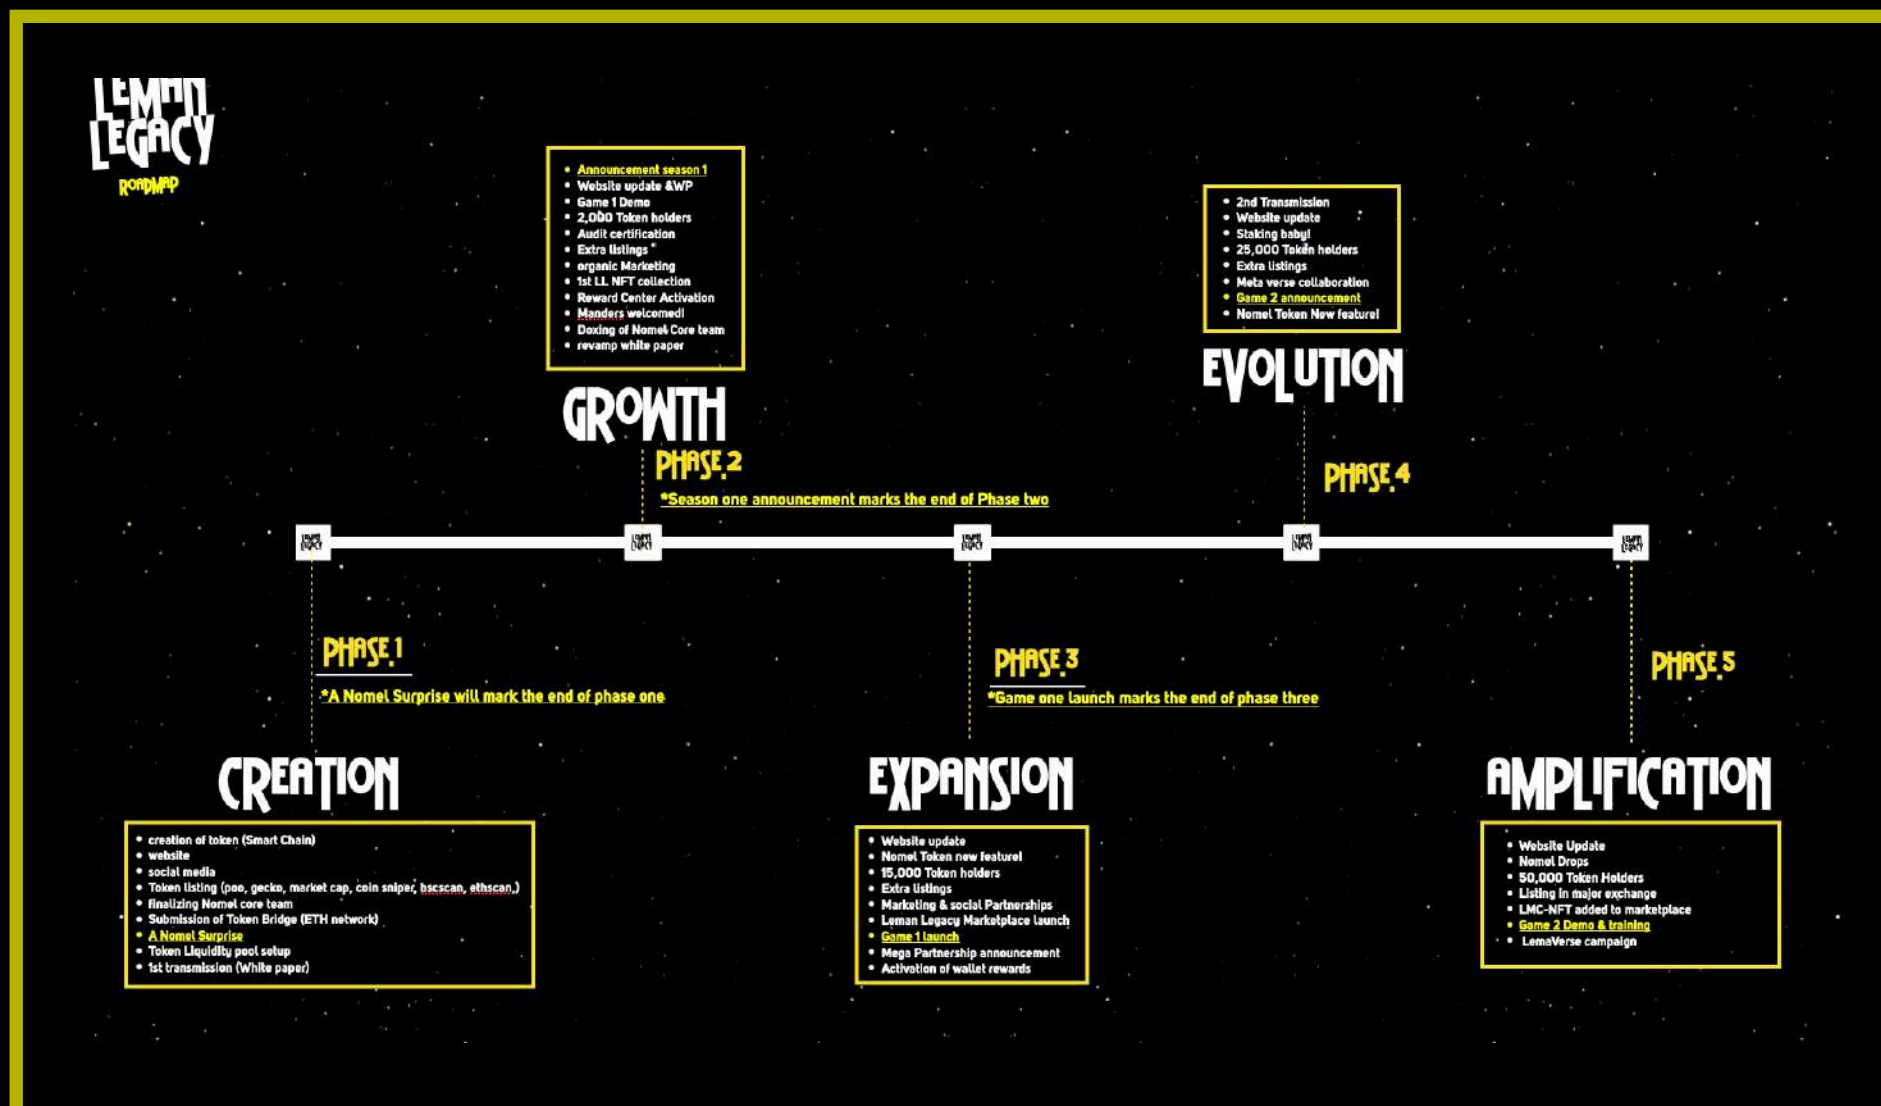 LEMAN
LEGACY
ROADMAP
• Announcement season 1
• Website update &WP
• Game 1 Demo
• 2,000 Token holders
• Audit certification
• Extra listings
• organic Marketing
• 1st LL NFT collection
• Reward Center Activation
• Manders welcomed!
• Doxing of Nomel Core team
• revamp white paper
GROWTH
PHASE.2
*Season one announcement marks the end of Phase two
• 2nd Transmission
• Website update
• Staking baby!
• 25,000 Token holders
• Extra listings
• Meta verse collaboration
• Game 2 announcement
• Nomel Token New feature!
EVOLUTION
PHASE.4
LEMAN
LEGACY
LEMAN
LEGACY
LEMAN
LEGACY
LEMAN
LEGACY
LEMAN
LEGACY
PHASE.1
*A Nomel Surprise will mark the end of phase one
CREATION
• creation of token (Smart Chain)
• website
• social media
• Token listing (poo, gecko, market cap, coin sniper, bscscan, ethscan,)
• finalizing Nomel core team
• Submission of Token Bridge (ETH network)
• A Nomel Surprise
• Token Liquidity pool setup
• 1st transmission (White paper)
PHASE.3
*Game one launch marks the end of phase three
EXPANSION
• Website update
• Nomel Token new feature!
• 15,000 Token holders
• Extra listings
• Marketing & social Partnerships
• Leman Legacy Marketplace launch
• Game 1 launch
• Mega Partnership announcement
• Activation of wallet rewards
PHASE.5
AMPLIFICATION
• Website Update
• Nomel Drops
• 50,000 Token Holders
• Listing in major exchange
• LMC-NFT added to marketplace
• Game 2 Demo & training
• LemaVerse campaign